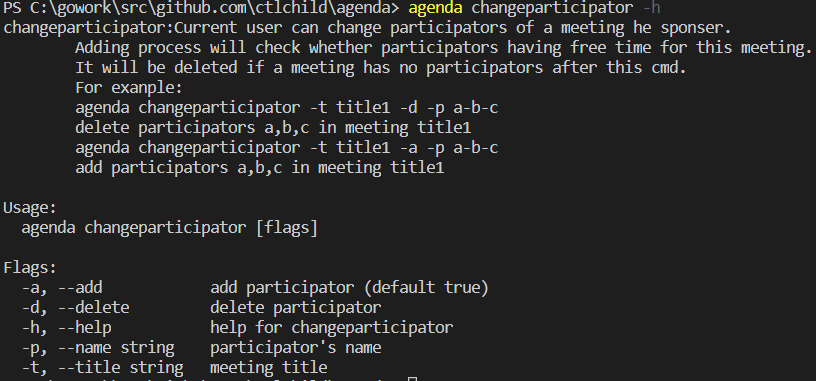 PS C:\gowork\src\github.com\ctlchild\agenda> agenda changeparticipator -h
changeparticipator:Current user can change participators of a meeting he sponser.
Adding process will check whether participators having free time for this meeting.
It will be deleted if a meeting has no participators after this cmd.
For exanple:
agenda changeparticipator -t title1 -d -p a-b-c
delete participators a,b,c in meeting title1
agenda changeparticipator -t title1 -a -p a-b-c
add participators a,b,c in meeting title1
Usage:
agenda changeparticipator [flags]
Flags:
-a, --add add participator (default true)
-d, --delete delete participator
-h, --help help for changeparticipator
-p, --name string participator's name
-t, --title string meeting title